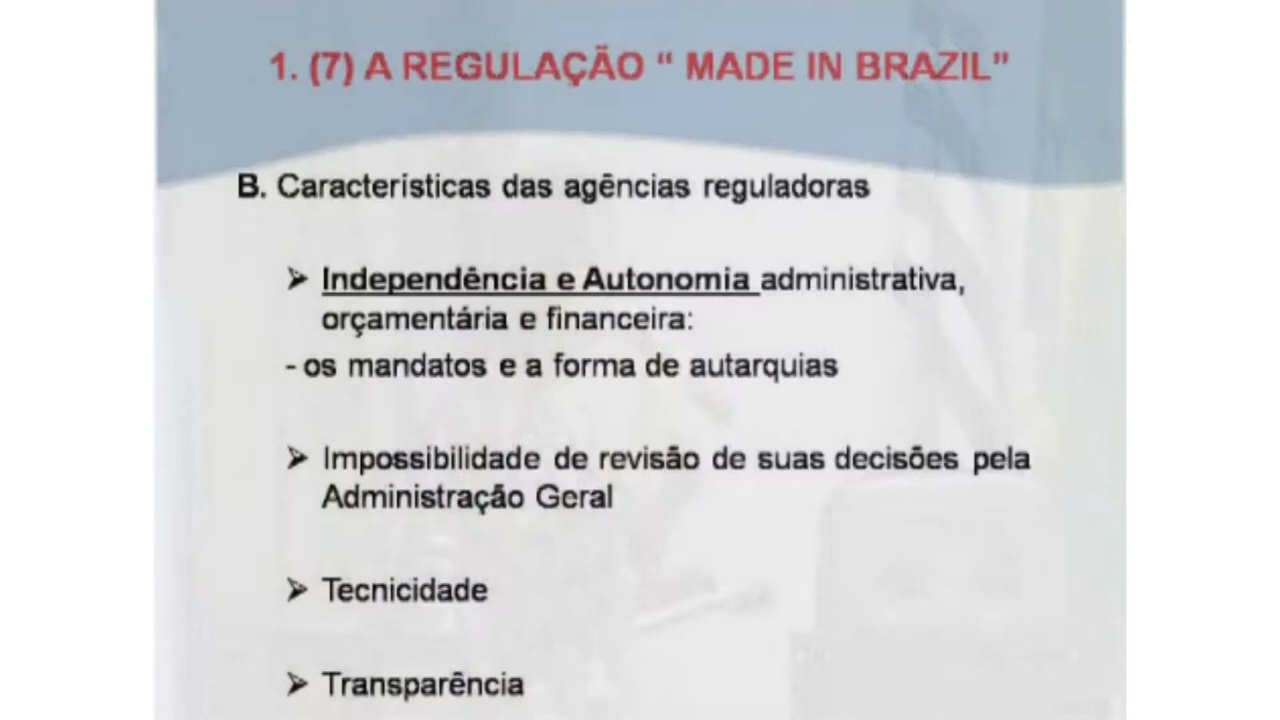 1. (7) A REGULAÇÃO “ MADE IN BRAZIL”
B. Características das agências reguladoras
➢ Independência e Autonomia administrativa,
orçamentária e financeira:
- os mandatos e a forma de autarquias
➢ Impossibilidade de revisão de suas decisões pela
Administração Geral
➢ Tecnicidade
➢ Transparência